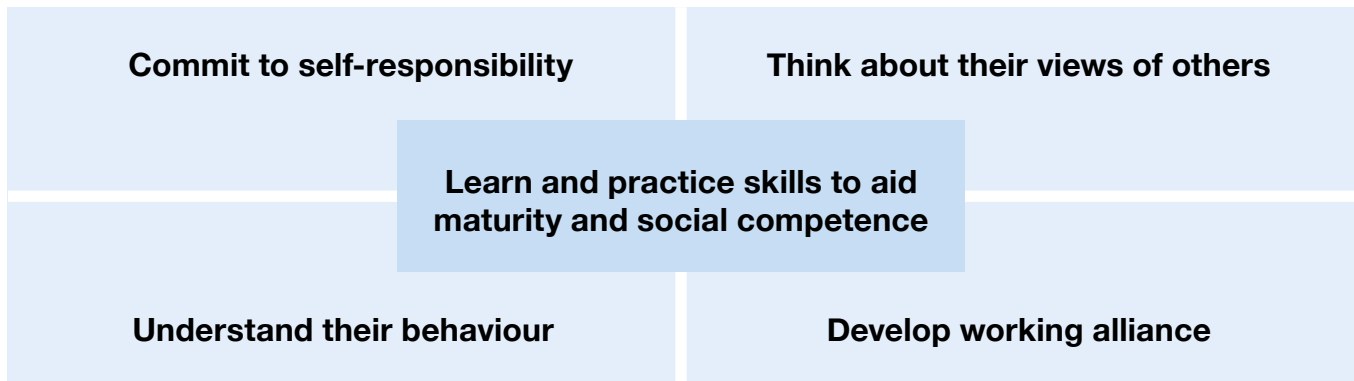 Commit to self-responsibility
Think about their views of others
Learn and practice skills to aid
maturity and social competence
Understand their behaviour
Develop working alliance